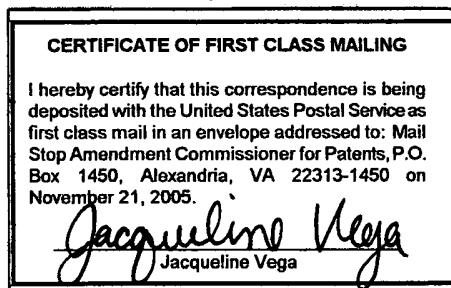 CERTIFICATE OF FIRST CLASS MAILING
I hereby certify that this correspondence is being
deposited with the United States Postal Service as
first class mail in an envelope addressed to: Mail
Stop Amendment Commissioner for Patents, P.O.
Box 1450, Alexandria, VA 22313-1450 on
November 21, 2005.
Jacqueline Vega
Jacqueline Vega